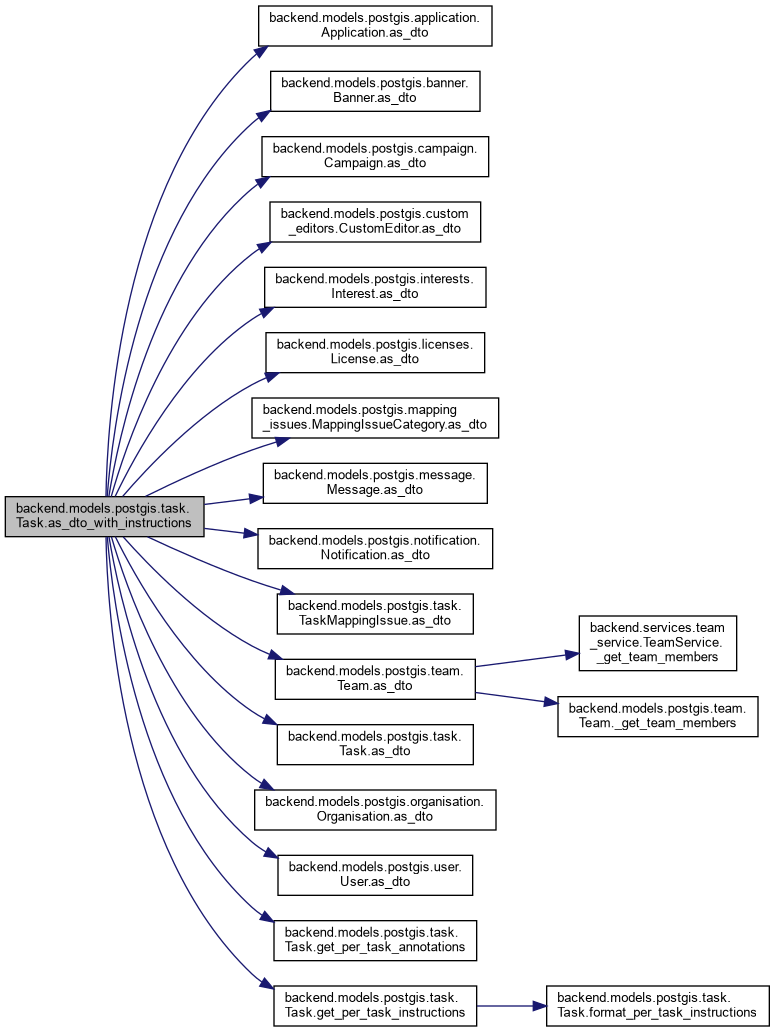 backend.models.postgis.application.
Application.as_dto
backend.models.postgis.banner.
Banner.as_dto
backend.models.postgis.campaign.
Campaign.as_dto
backend.models.postgis.custom
_editors.CustomEditor.as_dto
backend.models.postgis.interests.
Interest.as_dto
backend.models.postgis.licenses.
License.as_dto
backend.models.postgis.mapping
_issues.MappingIssueCategory.as_dto
backend.models.postgis.message.
Message.as_dto
backend.models.postgis.task.
Task.as_dto_with_instructions
backend.models.postgis.notification.
Notification.as_dto
backend.models.postgis.task.
TaskMappingIssue.as_dto
backend.models.postgis.team.
Team.as_dto
backend.services.team
_service.TeamService.
_get_team_members
backend.models.postgis.team.
Team._get_team_members
backend.models.postgis.task.
Task.as_dto
backend.models.postgis.organisation.
Organisation.as_dto
backend.models.postgis.user.
User.as_dto
backend.models.postgis.task.
Task.get_per_task_annotations
backend.models.postgis.task.
Task.get_per_task_instructions
backend.models.postgis.task.
Task.format_per_task_instructions